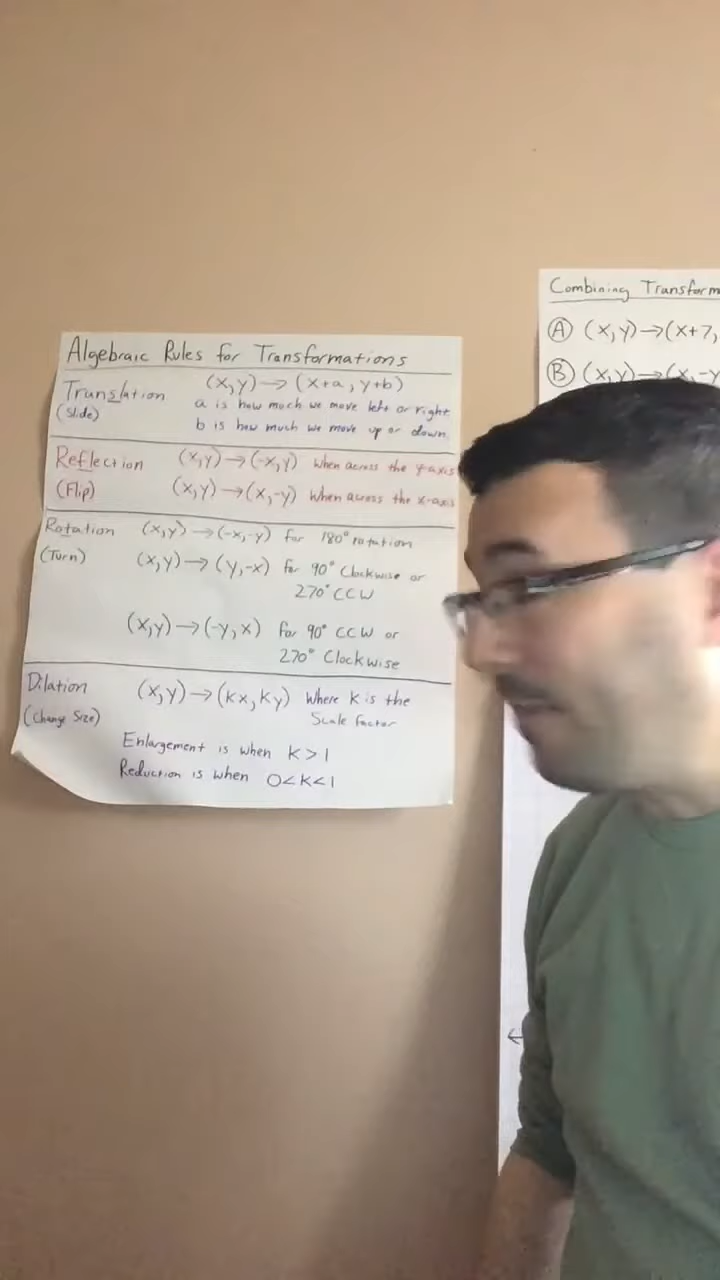 Algebraic Rules for Transformations
Translation (x,y)→(x+a, y+b)
(Slide) a is how much we move left or right
b is how much we move up or down.
Reflection (x,y)→(-x,y) when across the y-axis
(Flip) (x,y)→(x,-y) when across the x-axis
Rotation (x,y)→(-x,-y) for 180° rotation
(Turn) (x,y)→(y,-x) for 90° Clockwise or
270° CCW
(x,y)→(-y,x) for 90° CCW or
270° Clockwise
Dilation (x,y)→(kx,ky) Where k is the
(Change Size) Scale factor
Enlargement is when k>1
Reduction is when 0<k<1
Combining Transform
Ⓐ (x,y)→(x+7,
Ⓑ (x,y)→(x,-y